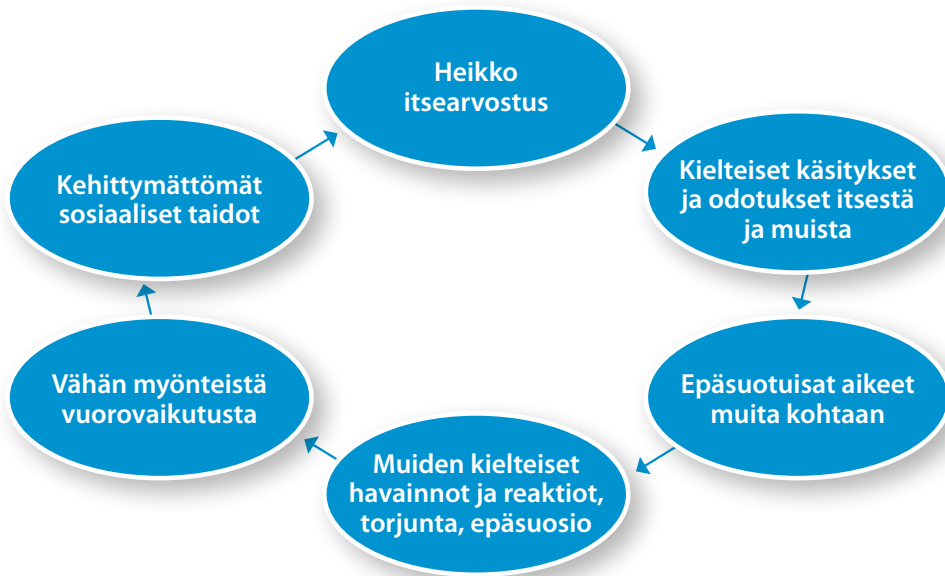 Heikko
itsearvostus
Kielteiset käsitykset
ja odotukset itsestä
ja muista
Epäsuotuisat aikeet
muita kohtaan
Muiden kielteiset
havainnot ja reaktiot,
torjunta, epäsuosio
Vähän myönteistä
vuorovaikutusta
Kehittymättömät
sosiaaliset taidot